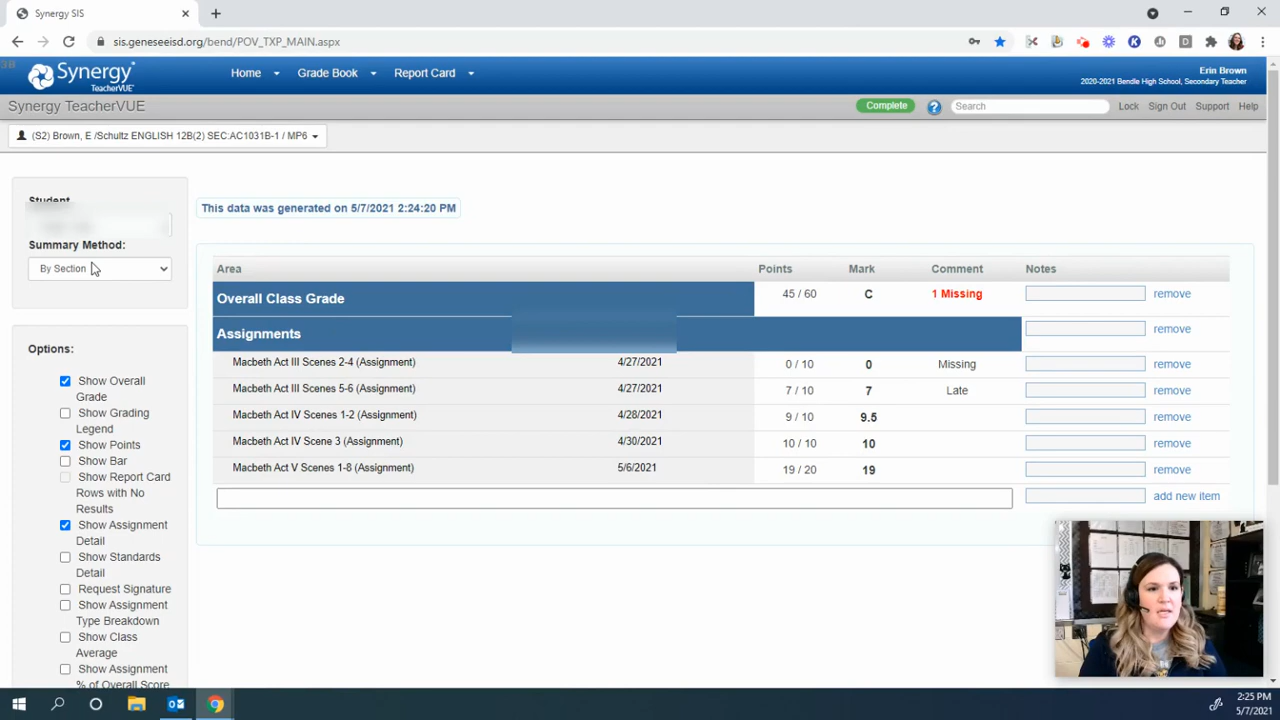 Synergy SIS
sis.geneseeisd.org/bend/POV_TXP_MAIN.aspx
Synergy
TeacherVUE
Home
Grade Book
Report Card
Erin Brown
2020-2021 Bendle High School, Secondary Teacher
Synergy TeacherVUE
Complete
Search
Lock
Sign Out
Support
Help
(S2) Brown, E /Schultz ENGLISH 12B(2) SEC:AC1031B-1 / MP6
Student
Summary Method:
By Section
This data was generated on 5/7/2021 2:24:20 PM
Area Points Mark Comment Notes
Overall Class Grade 45 / 60 C 1 Missing remove
Assignments remove
Macbeth Act III Scenes 2-4 (Assignment) 4/27/2021 0 / 10 0 Missing remove
Macbeth Act III Scenes 5-6 (Assignment) 4/27/2021 7 / 10 7 Late remove
Macbeth Act IV Scenes 1-2 (Assignment) 4/28/2021 9 / 10 9.5 remove
Macbeth Act IV Scene 3 (Assignment) 4/30/2021 10 / 10 10 remove
Macbeth Act V Scenes 1-8 (Assignment) 5/6/2021 19 / 20 19 remove
add new item
Options:
Show Overall
Grade
Show Grading
Legend
Show Points
Show Bar
Show Report Card
Rows with No
Results
Show Assignment
Detail
Show Standards
Detail
Request Signature
Show Assignment
Type Breakdown
Show Class
Average
Show Assignment
% of Overall Score
2:25 PM
5/7/2021